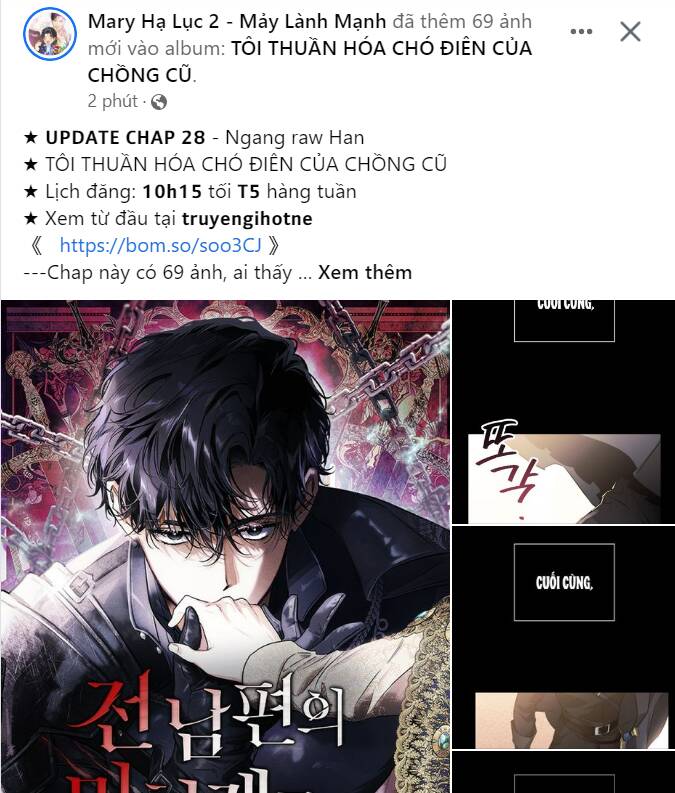 Mary Hạ Lục 2 - Mảy Lành Mạnh đã thêm 69 ảnh
mới vào album: TÔI THUẦN HÓA CHÓ ĐIÊN CỦA
CHỒNG CŨ.
2 phút ·
★ UPDATE CHAP 28 - Ngang raw Han
★ TÔI THUẦN HÓA CHÓ ĐIÊN CỦA CHỒNG CŨ
★ Lịch đăng: 10h15 tối T5 hàng tuần
★ Xem từ đầu tại truyengihotne
《 https://bom.so/soo3CJ 》
---Chap này có 69 ảnh, ai thấy ... Xem thêm
CUỐI CÙNG,
또각
CUỐI CÙNG,
전남편의